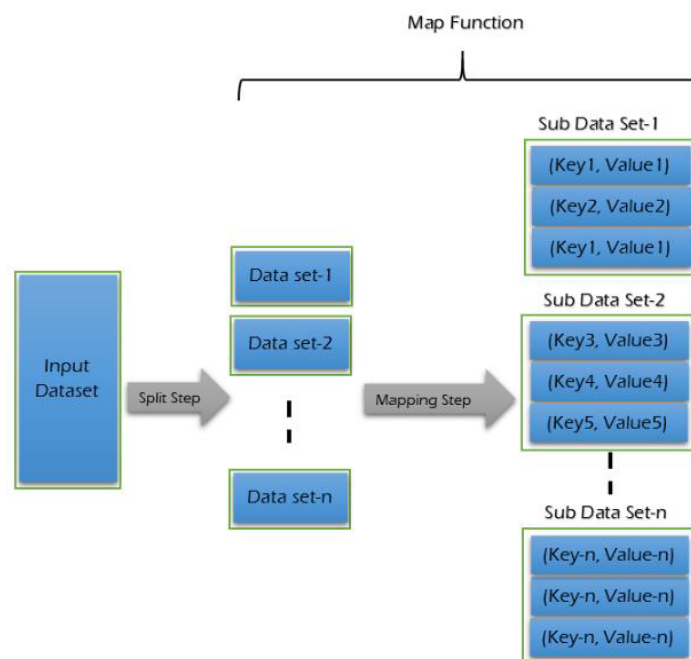 Map Function
Input
Dataset
Split Step
Data set-1
Data set-2
Data set-n
Mapping Step
Sub Data Set-1
(Key1, Value1)
(Key2, Value2)
(Key1, Value1)
Sub Data Set-2
(Key3, Value3)
(Key4, Value4)
(Key5, Value5)
Sub Data Set-n
(Key-n, Value-n)
(Key-n, Value-n)
(Key-n, Value-n)